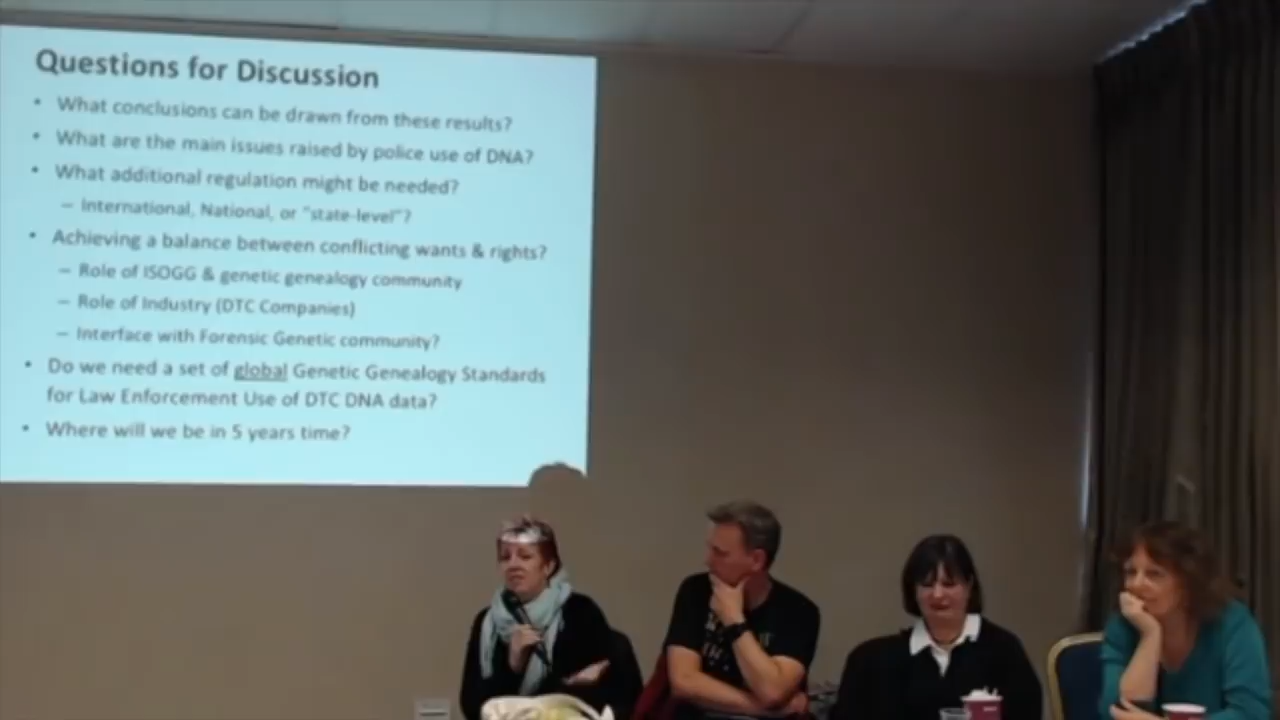 Questions for Discussion
• What conclusions can be drawn from these results?
• What are the main issues raised by police use of DNA?
• What additional regulation might be needed?
– International, National, or "state-level"?
• Achieving a balance between conflicting wants & rights?
– Role of ISOGG & genetic genealogy community
– Role of Industry (DTC Companies)
– Interface with Forensic Genetic community?
• Do we need a set of global Genetic Genealogy Standards
for Law Enforcement Use of DTC DNA data?
• Where will we be in 5 years time?